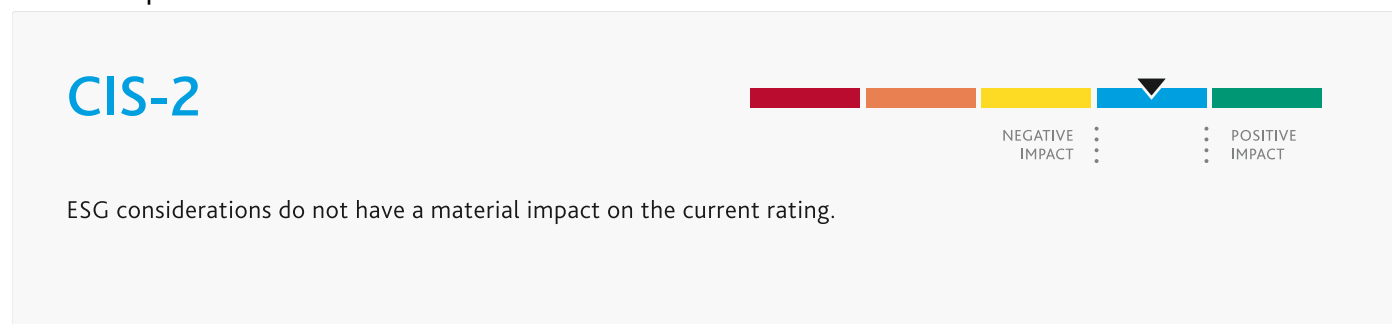 CIS-2
NEGATIVE
IMPACT
POSITIVE
IMPACT
ESG considerations do not have a material impact on the current rating.